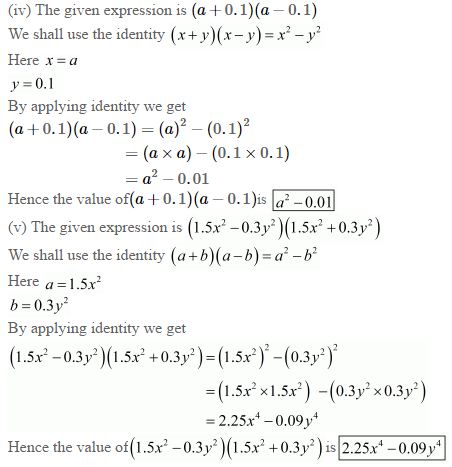 (iv) The given expression is (a + 0.1)(a − 0.1)
We shall use the identity (x+y)(x−y)=x²−y²
Here x=a
y=0.1
By applying identity we get
(a + 0.1)(a − 0.1) = (a)² − (0.1)²
= (a × a) − (0.1 × 0.1)
= a² − 0.01
Hence the value of(a + 0.1)(a − 0.1)is a²−0.01
(v) The given expression is (1.5x²−0.3y²)(1.5x²+0.3y²)
We shall use the identity (a+b)(a−b)=a²−b²
Here a=1.5x²
b=0.3y²
By applying identity we get
(1.5x²−0.3y²)(1.5x²+0.3y²)=(1.5x²)²−(0.3y²)²
=(1.5x²×1.5x²) −(0.3y²×0.3y²)
=2.25x⁴−0.09y⁴
Hence the value of(1.5x²−0.3y²)(1.5x²+0.3y²)is 2.25x⁴−0.09y⁴